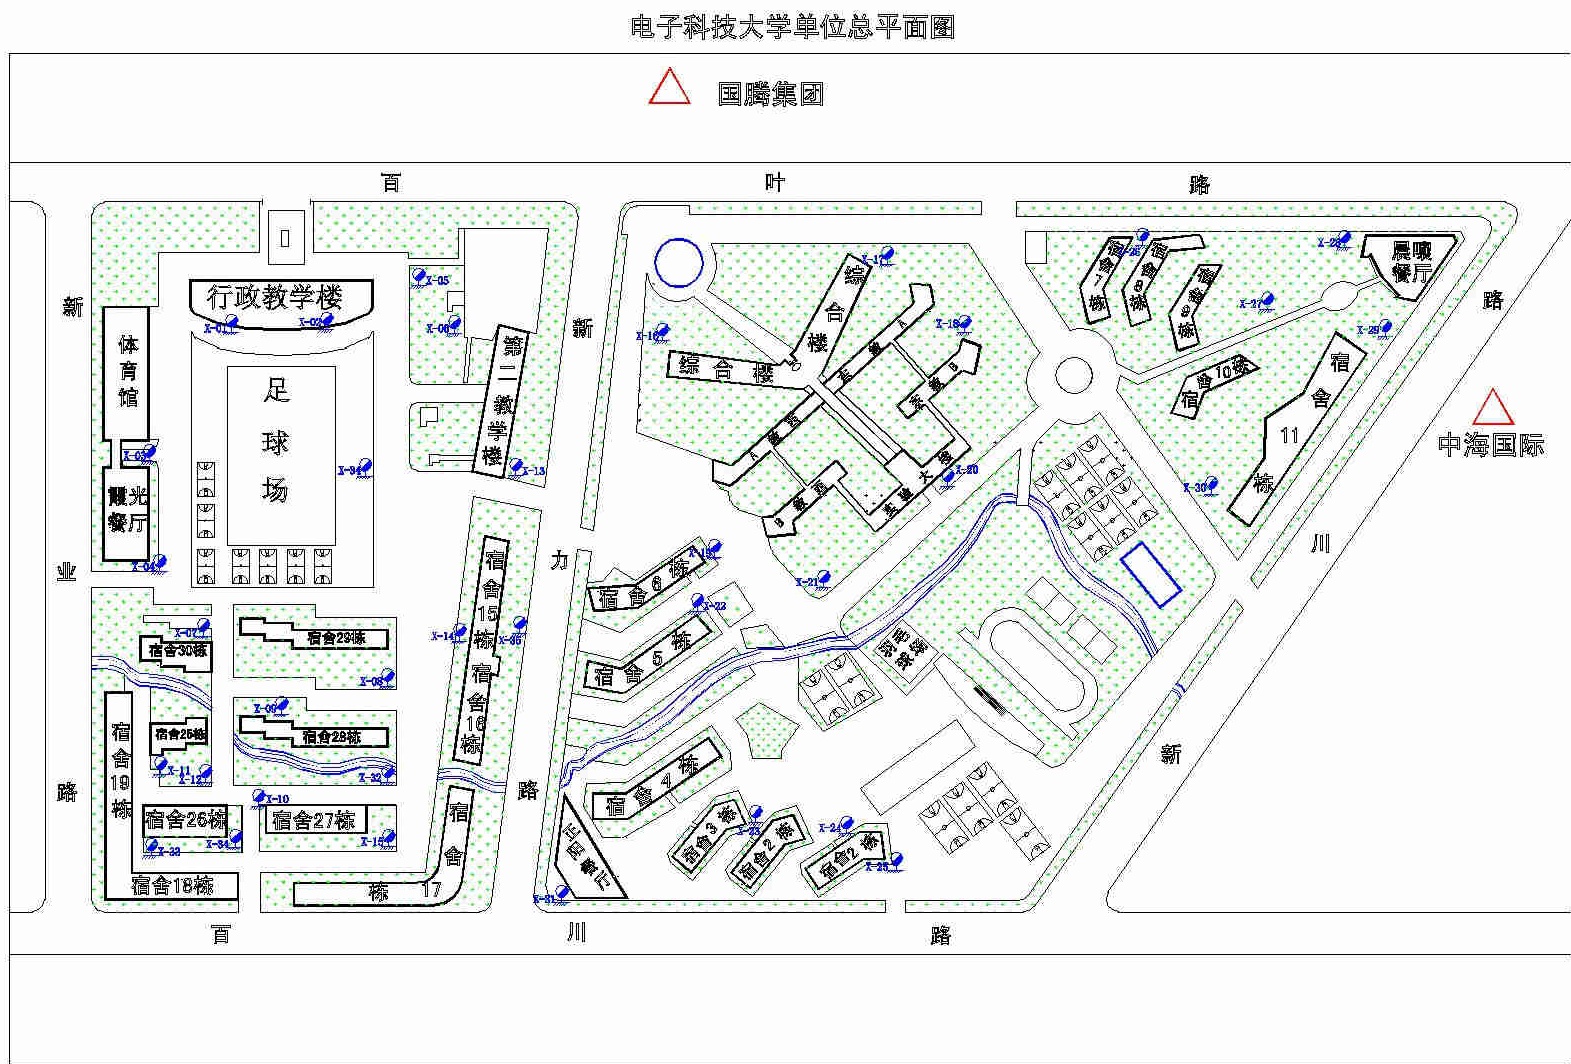 电子科技大学单位总平面图
国腾集团
百 叶 路
新 业 路
新 力 路
新 川 路
百 川 路
中海国际
行政教学楼
X-01
X-02
体育馆
X-03
霞光
餐厅
X-04
足球场
X-34
X-05
X-06
第二教学楼
X-13
宿舍15栋
宿舍16栋
X-14
X-35
宿舍
栋 17
X-07
宿舍30栋
宿舍29栋
X-08
X-09
宿舍25栋
宿舍28栋
X-11
X-12
X-32
宿舍19栋
X-10
宿舍26栋
宿舍27栋
X-33
X-34
X-15
宿舍18栋
综合楼
综合楼
X-17
X-16
X-18
X-20
实验大楼
X-21
宿舍6栋
X-15
X-22
宿舍5栋
宿舍4栋
宿舍3栋
X-23
宿舍2栋
X-24
宿舍2栋
X-25
餐厅
X-31
宿舍7栋
X-26
宿舍8栋
宿舍9栋
X-28
晨曦
餐厅
X-27
X-29
宿舍10栋
宿舍11栋
X-30